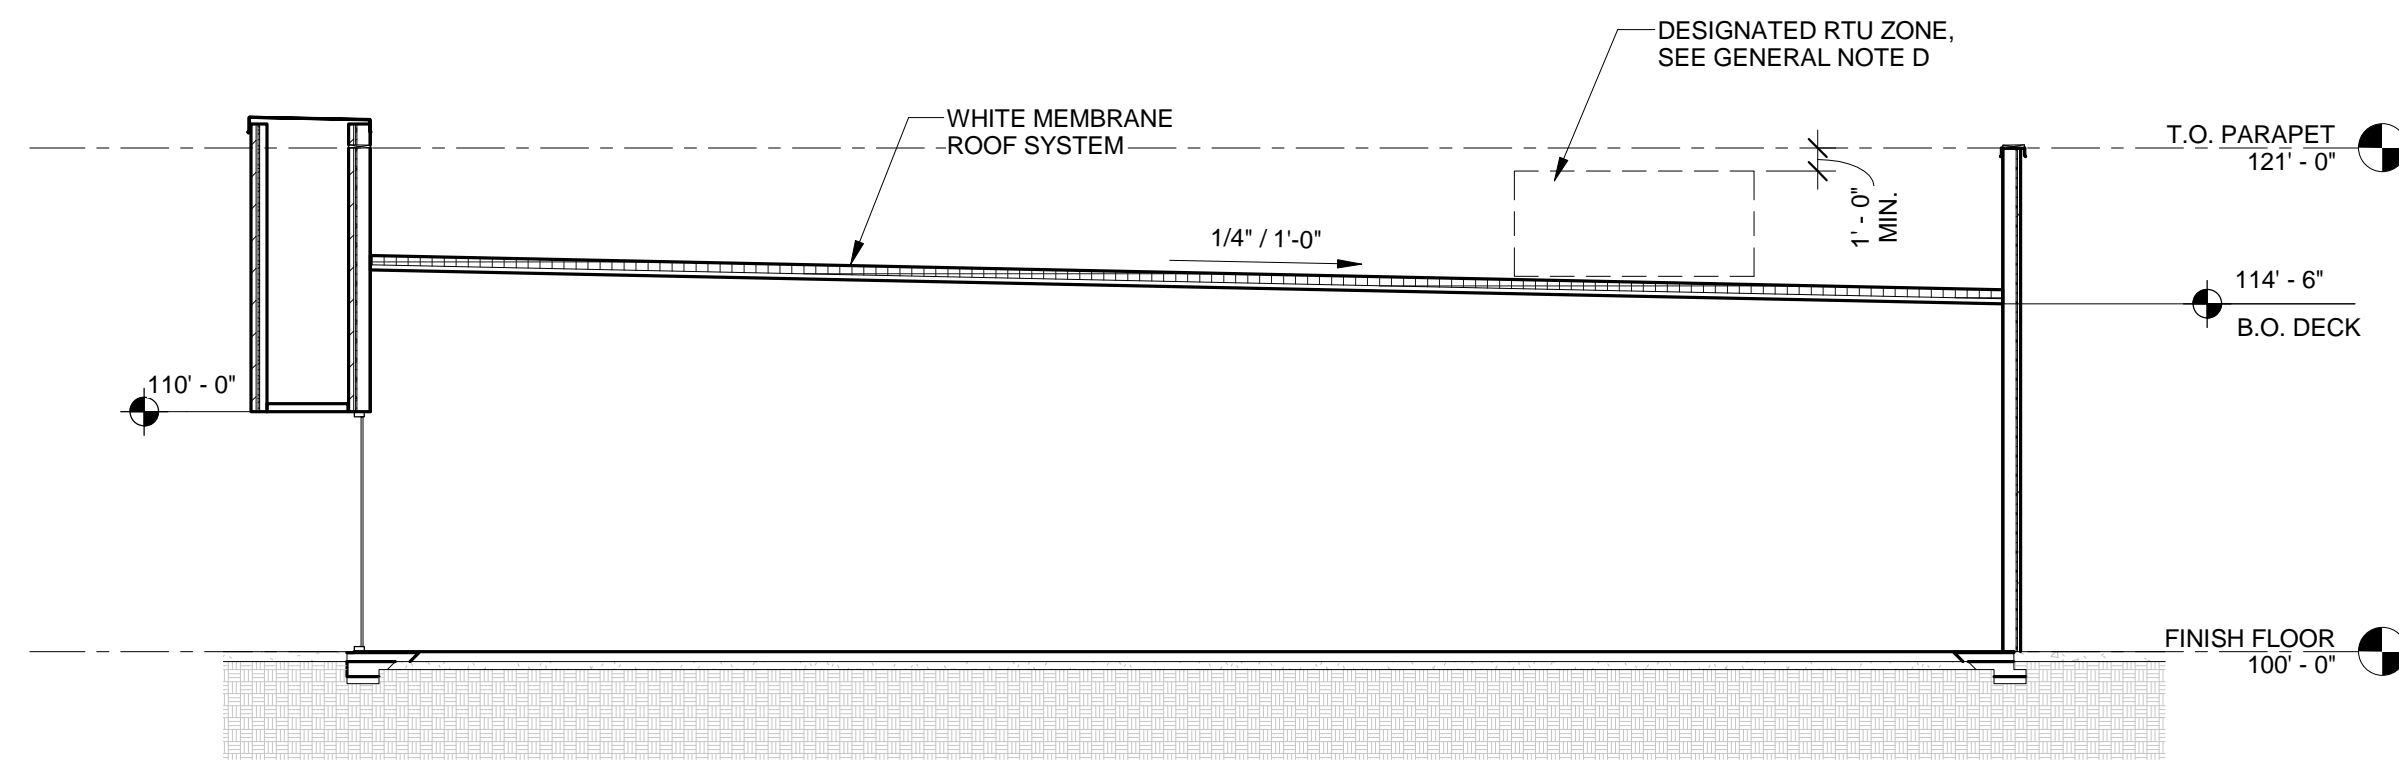 DESIGNATED RTU ZONE,
SEE GENERAL NOTE D
WHITE MEMBRANE
ROOF SYSTEM
T.O. PARAPET
121' - 0"
1' - 0"
MIN.
1/4" / 1'-0"
114' - 6"
B.O. DECK
110' - 0"
FINISH FLOOR
100' - 0"